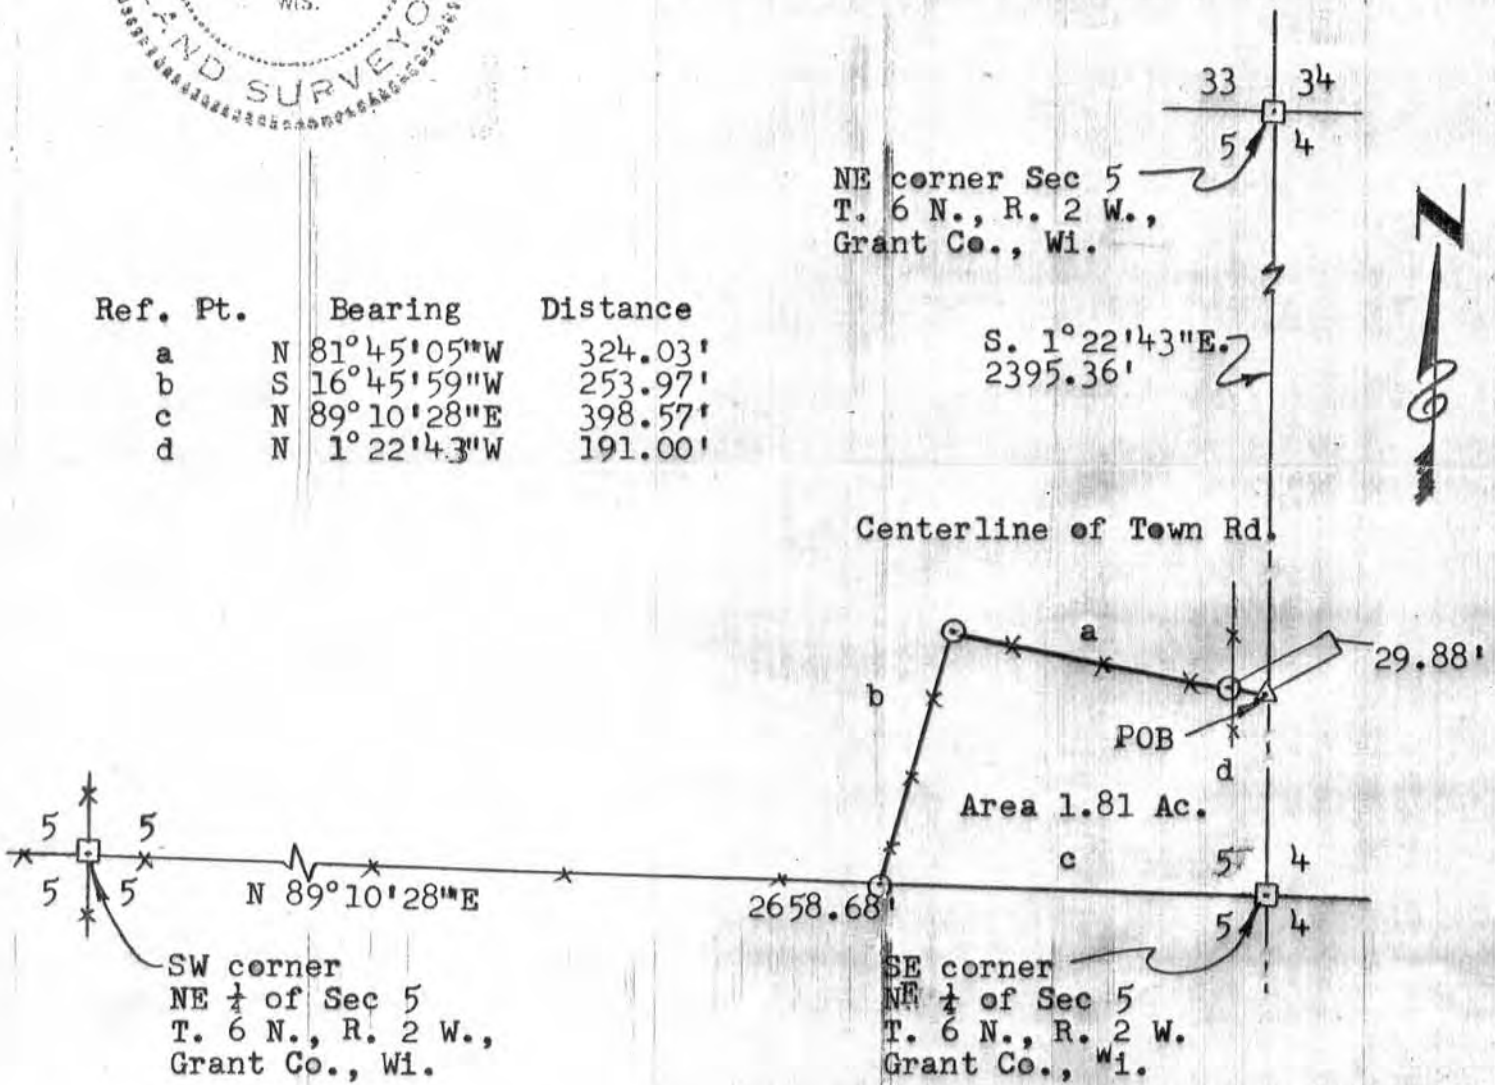 WIS.
LAND SURVEYO
33 34
5 4
NE corner Sec 5
T. 6 N., R. 2 W.,
Grant Co., Wi.
N
Ref. Pt. Bearing Distance
a N 81°45'05"W 324.03'
b S 16°45'59"W 253.97'
c N 89°10'28"E 398.57'
d N 1°22'43"W 191.00'
S. 1°22'43"E.
2395.36'
Centerline of Town Rd.
a
29.88'
b
POB
d
Area 1.81 Ac.
5 5
c
5 4
5 5
N 89°10'28"E
2658.68'
5 4
SW corner
NE ¼ of Sec 5
T. 6 N., R. 2 W.,
Grant Co., Wi.
SE corner
NE ¼ of Sec 5
T. 6 N., R. 2 W.
Grant Co., Wi.